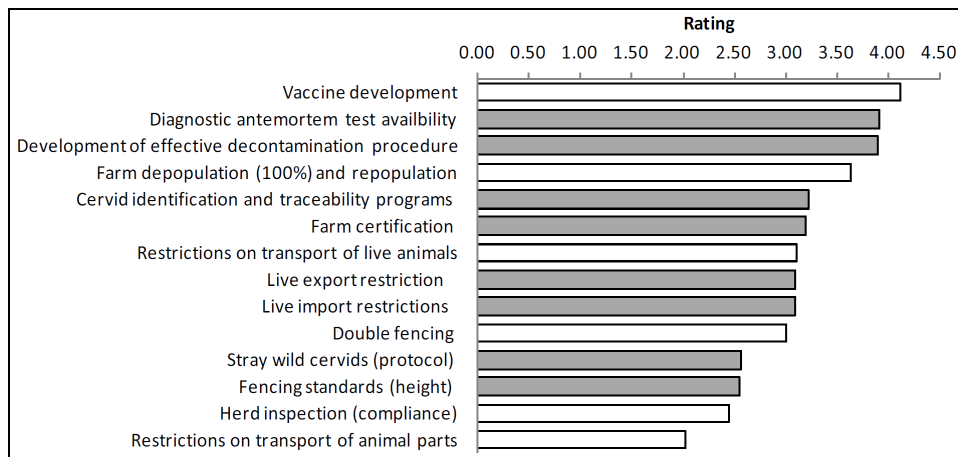 Rating
0.00 0.50 1.00 1.50 2.00 2.50 3.00 3.50 4.00 4.50
Vaccine development
Diagnostic antemortem test availbility
Development of effective decontamination procedure
Farm depopulation (100%) and repopulation
Cervid identification and traceability programs
Farm certification
Restrictions on transport of live animals
Live export restriction
Live import restrictions
Double fencing
Stray wild cervids (protocol)
Fencing standards (height)
Herd inspection (compliance)
Restrictions on transport of animal parts